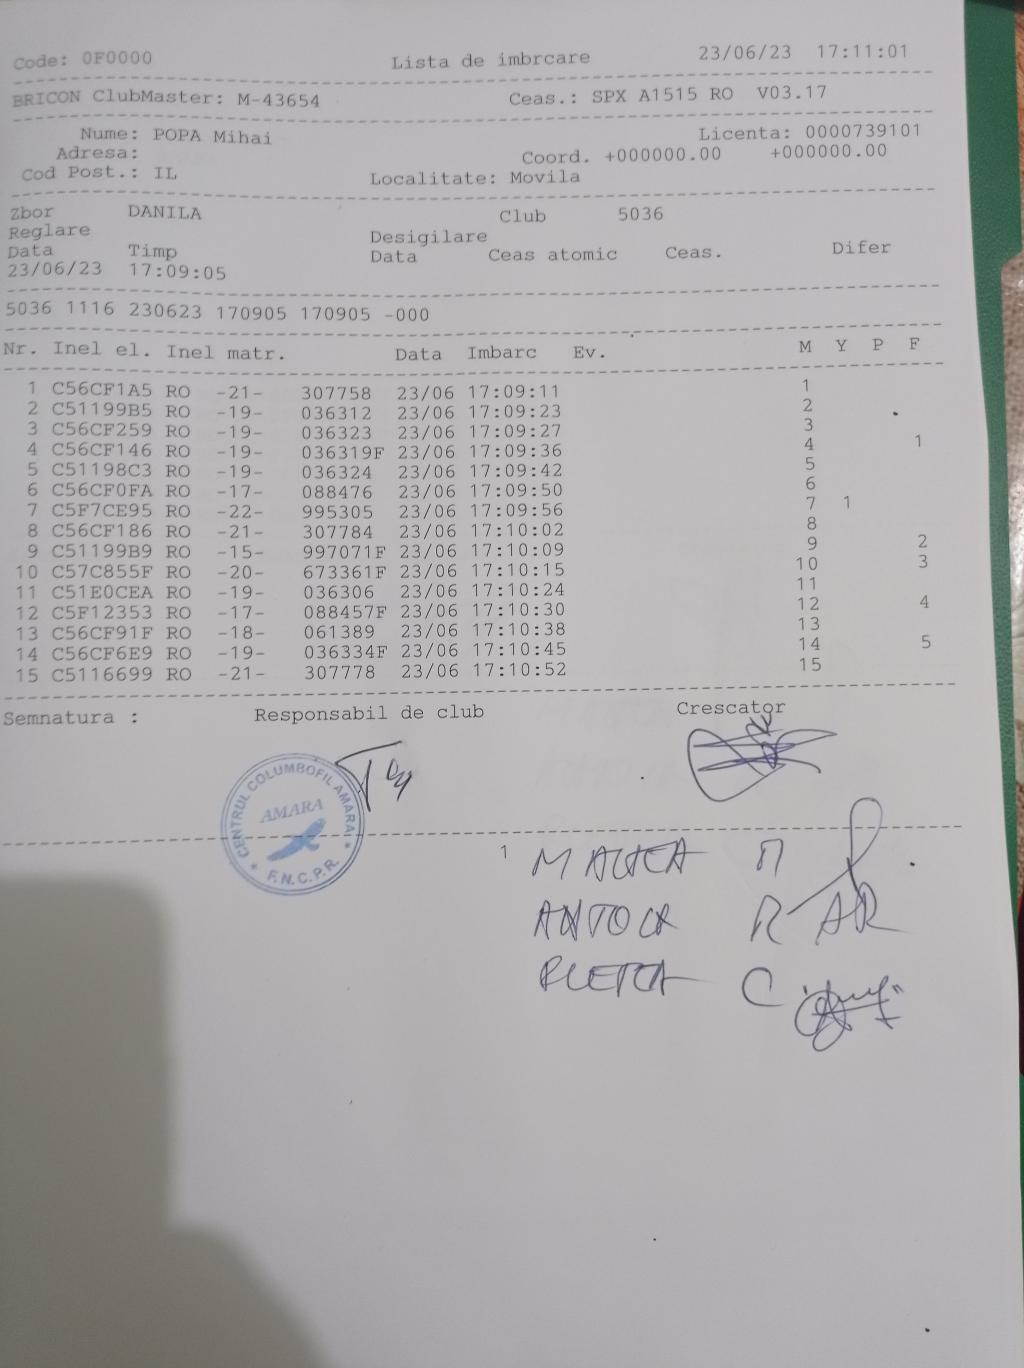 Code: 0F0000 Lista de imbrcare 23/06/23 17:11:01
BRICON ClubMaster: M-43654 Ceas.: SPX A1515 RO V03.17
Nume: POPA Mihai Licenta: 0000739101
Adresa: Coord. +000000.00 +000000.00
Cod Post.: IL Localitate: Movila
Zbor DANILA Club 5036
Reglare Desigilare
Data Timp Data Ceas atomic Ceas. Difer
23/06/23 17:09:05
5036 1116 230623 170905 170905 -000
Nr. Inel el. Inel matr. Data Imbarc Ev. M Y P F
1 C56CF1A5 RO -21- 307758 23/06 17:09:11 1
2 C51199B5 RO -19- 036312 23/06 17:09:23 2
3 C56CF259 RO -19- 036323 23/06 17:09:27 3
4 C56CF146 RO -19- 036319F 23/06 17:09:36 4 1
5 C51198C3 RO -19- 036324 23/06 17:09:42 5
6 C56CF0FA RO -17- 088476 23/06 17:09:50 6
7 C5F7CE95 RO -22- 995305 23/06 17:09:56 7 1
8 C56CF186 RO -21- 307784 23/06 17:10:02 8
9 C51199B9 RO -15- 997071F 23/06 17:10:09 9 2
10 C57C855F RO -20- 673361F 23/06 17:10:15 10 3
11 C51E0CEA RO -19- 036306 23/06 17:10:24 11
12 C5F12353 RO -17- 088457F 23/06 17:10:30 12 4
13 C56CF91F RO -18- 061389 23/06 17:10:38 13
14 C56CF6E9 RO -19- 036334F 23/06 17:10:45 14 5
15 C5116699 RO -21- 307778 23/06 17:10:52 15
Semnatura : Responsabil de club Crescator
CENTRUL COLUMBOFIL AMARA
AMARA
F.N.C.P.R.
1